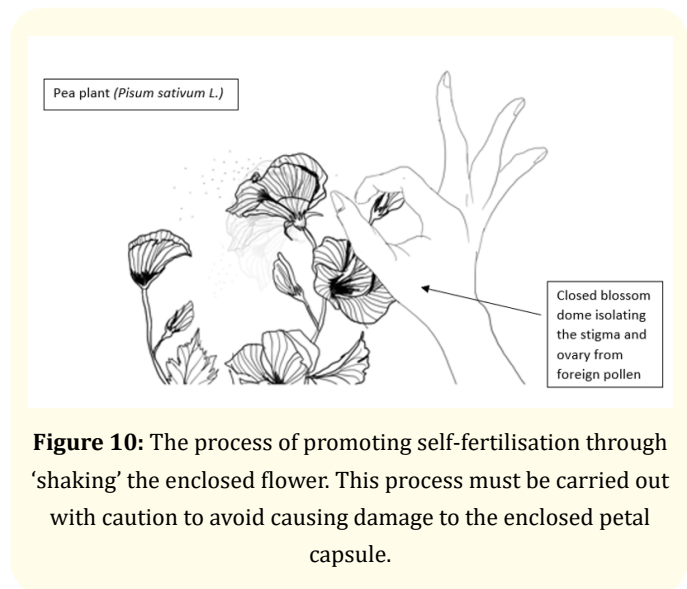 Pea plant (Pisum sativum L.)
Closed blossom
dome isolating
the stigma and
ovary from
foreign pollen
Figure 10: The process of promoting self-fertilisation through
‘shaking’ the enclosed flower. This process must be carried out
with caution to avoid causing damage to the enclosed petal
capsule.